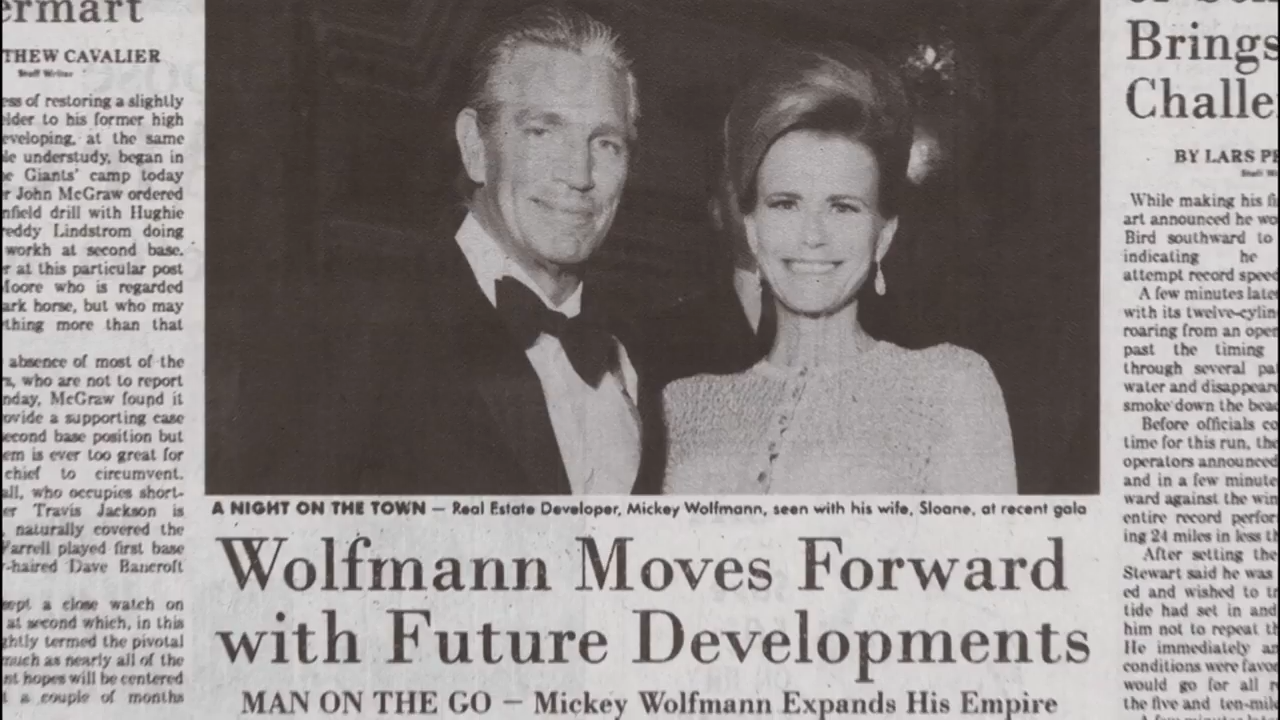 ermart
THEW CAVALIER
Staff Writer
ess of restoring a slightly
elder to his former high
eveloping, at the same
le understudy, began in
e Giants' camp today
r John McGraw ordered
nfield drill with Hughie
reddy Lindstrom doing
workh at second base.
er at this particular post
Moore who is regarded
ark horse, but who may
thing more than that
absence of most of the
s, who are not to report
nday, McGraw found it
ovide a supporting case
econd base position but
em is ever too great for
chief to circumvent.
all, who occupies short-
er Travis Jackson is
naturally covered the
Farrell played first base
-haired Dave Bancroft
kept a close watch on
at second which, in this
ghtly termed the pivotal
much as nearly all of the
nt hopes will be centered
t a couple of months
A NIGHT ON THE TOWN — Real Estate Developer, Mickey Wolfmann, seen with his wife, Sloane, at recent gala
Wolfmann Moves Forward
with Future Developments
MAN ON THE GO — Mickey Wolfmann Expands His Empire
Brings
Challe
BY LARS PE
While making his fi
art announced he wo
Bird southward to
indicating he
attempt record speed
A few minutes late
with its twelve-cylin
roaring from an open
past the timing
through several pa
water and disappear
smoke down the bea
Before officials co
time for this run, the
operators announced
and in a few minute
ward against the win
entire record perfor
ing 24 miles in less th
After setting the
Stewart said he was
ed and wished to tr
tide had set in and
him not to repeat th
He immediately an
conditions were favor
would go for all r
the five and ten-mile